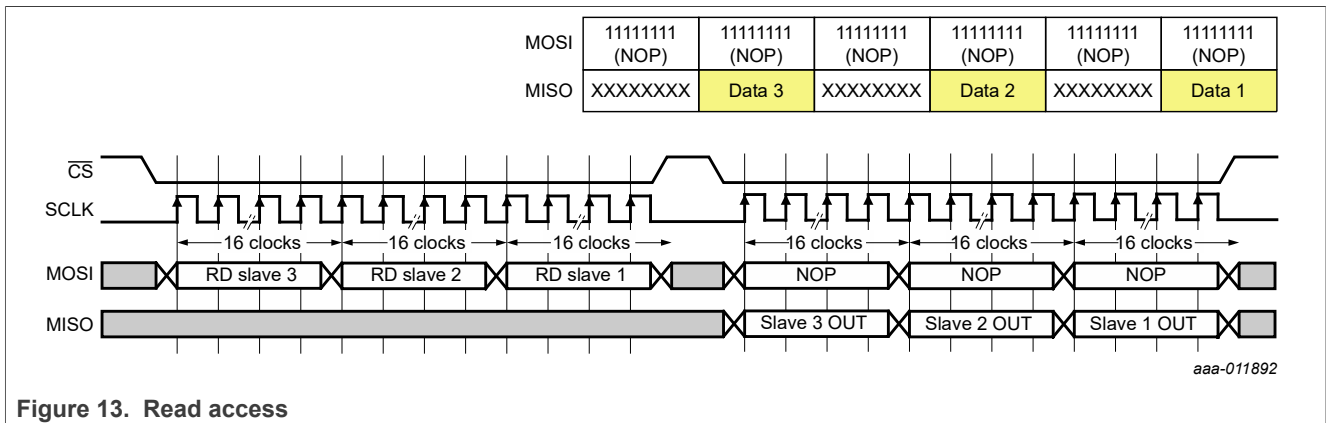 MOSI 11111111 (NOP) 11111111 (NOP) 11111111 (NOP) 11111111 (NOP) 11111111 (NOP) 11111111 (NOP)
MISO XXXXXXXX Data 3 XXXXXXXX Data 2 XXXXXXXX Data 1
CS
SCLK
16 clocks 16 clocks 16 clocks 16 clocks 16 clocks 16 clocks
MOSI RD slave 3 RD slave 2 RD slave 1 NOP NOP NOP
MISO Slave 3 OUT Slave 2 OUT Slave 1 OUT
aaa-011892
Figure 13. Read access